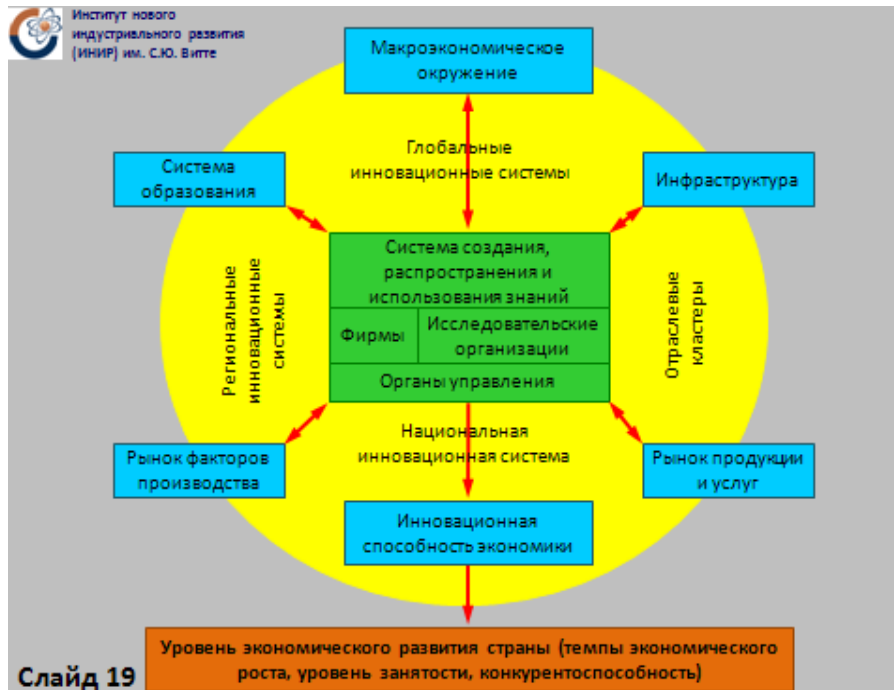 Институт нового
индустриального развития
(ИНИР) им. С.Ю. Витте
Макроэкономическое
окружение
Глобальные
инновационные системы
Система
образования
Инфраструктура
Система создания,
распространения и
использования знаний
Фирмы
Исследовательские
организации
Органы управления
Региональные
инновационные
системы
Отраслевые
кластеры
Национальная
инновационная система
Рынок факторов
производства
Рынок продукции
и услуг
Инновационная
способность экономики
Уровень экономического развития страны (темпы экономического
роста, уровень занятости, конкурентоспособность)
Слайд 19